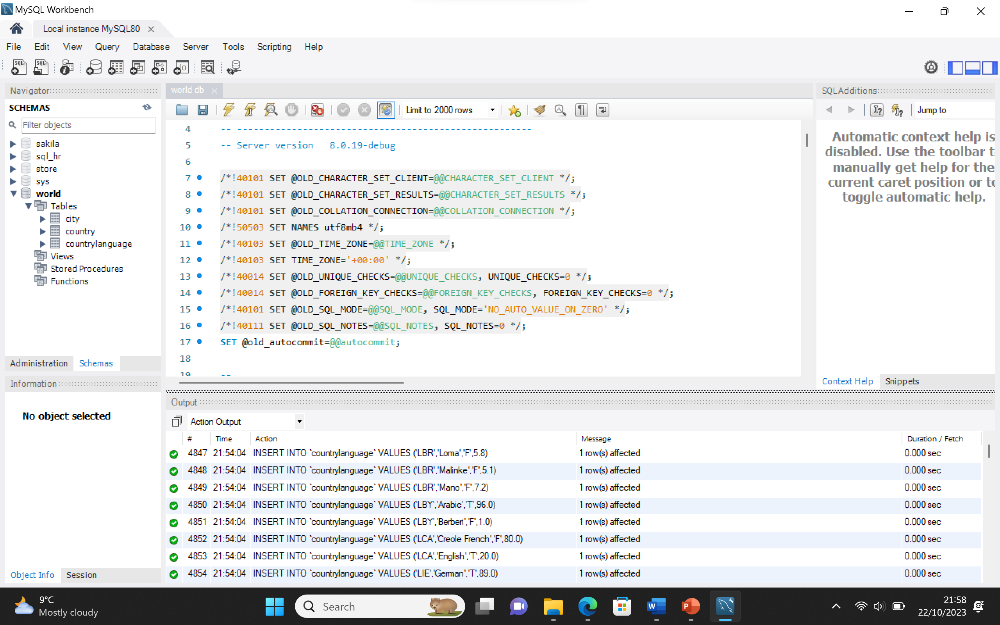 MySQL Workbench
Local instance MySQL80
File Edit View Query Database Server Tools Scripting Help
Navigator
SCHEMAS
Filter objects
sakila
sql_hr
store
sys
world
Tables
city
country
countrylanguage
Views
Stored Procedures
Functions
Administration Schemas
Information
No object selected
Object Info Session
world db
Limit to 2000 rows
4 -- ------------------------------------------------------
5 -- Server version 8.0.19-debug
6
7 /*!40101 SET @OLD_CHARACTER_SET_CLIENT=@@CHARACTER_SET_CLIENT */;
8 /*!40101 SET @OLD_CHARACTER_SET_RESULTS=@@CHARACTER_SET_RESULTS */;
9 /*!40101 SET @OLD_COLLATION_CONNECTION=@@COLLATION_CONNECTION */;
10 /*!50503 SET NAMES utf8mb4 */;
11 /*!40103 SET @OLD_TIME_ZONE=@@TIME_ZONE */;
12 /*!40103 SET TIME_ZONE='+00:00' */;
13 /*!40014 SET @OLD_UNIQUE_CHECKS=@@UNIQUE_CHECKS, UNIQUE_CHECKS=0 */;
14 /*!40014 SET @OLD_FOREIGN_KEY_CHECKS=@@FOREIGN_KEY_CHECKS, FOREIGN_KEY_CHECKS=0 */;
15 /*!40101 SET @OLD_SQL_MODE=@@SQL_MODE, SQL_MODE='NO_AUTO_VALUE_ON_ZERO' */;
16 /*!40111 SET @OLD_SQL_NOTES=@@SQL_NOTES, SQL_NOTES=0 */;
17 SET @old_autocommit=@@autocommit;
18
19 --
SQLAdditions
Jump to
Automatic context help is
disabled. Use the toolbar t
manually get help for the
current caret position or to
toggle automatic help.
Context Help Snippets
Output
Action Output
# Time Action Message Duration / Fetch
4847 21:54:04 INSERT INTO `countrylanguage` VALUES ('LBR','Loma','F',5.8) 1 row(s) affected 0.000 sec
4848 21:54:04 INSERT INTO `countrylanguage` VALUES ('LBR','Malinke','F',5.1) 1 row(s) affected 0.000 sec
4849 21:54:04 INSERT INTO `countrylanguage` VALUES ('LBR','Mano','F',7.2) 1 row(s) affected 0.000 sec
4850 21:54:04 INSERT INTO `countrylanguage` VALUES ('LBY','Arabic','T',96.0) 1 row(s) affected 0.000 sec
4851 21:54:04 INSERT INTO `countrylanguage` VALUES ('LBY','Berberi','F',1.0) 1 row(s) affected 0.000 sec
4852 21:54:04 INSERT INTO `countrylanguage` VALUES ('LCA','Creole French','F',80.0) 1 row(s) affected 0.000 sec
4853 21:54:04 INSERT INTO `countrylanguage` VALUES ('LCA','English','T',20.0) 1 row(s) affected 0.000 sec
4854 21:54:04 INSERT INTO `countrylanguage` VALUES ('LIE','German','T',89.0) 1 row(s) affected 0.000 sec
9°C
Mostly cloudy
Search
21:58
22/10/2023